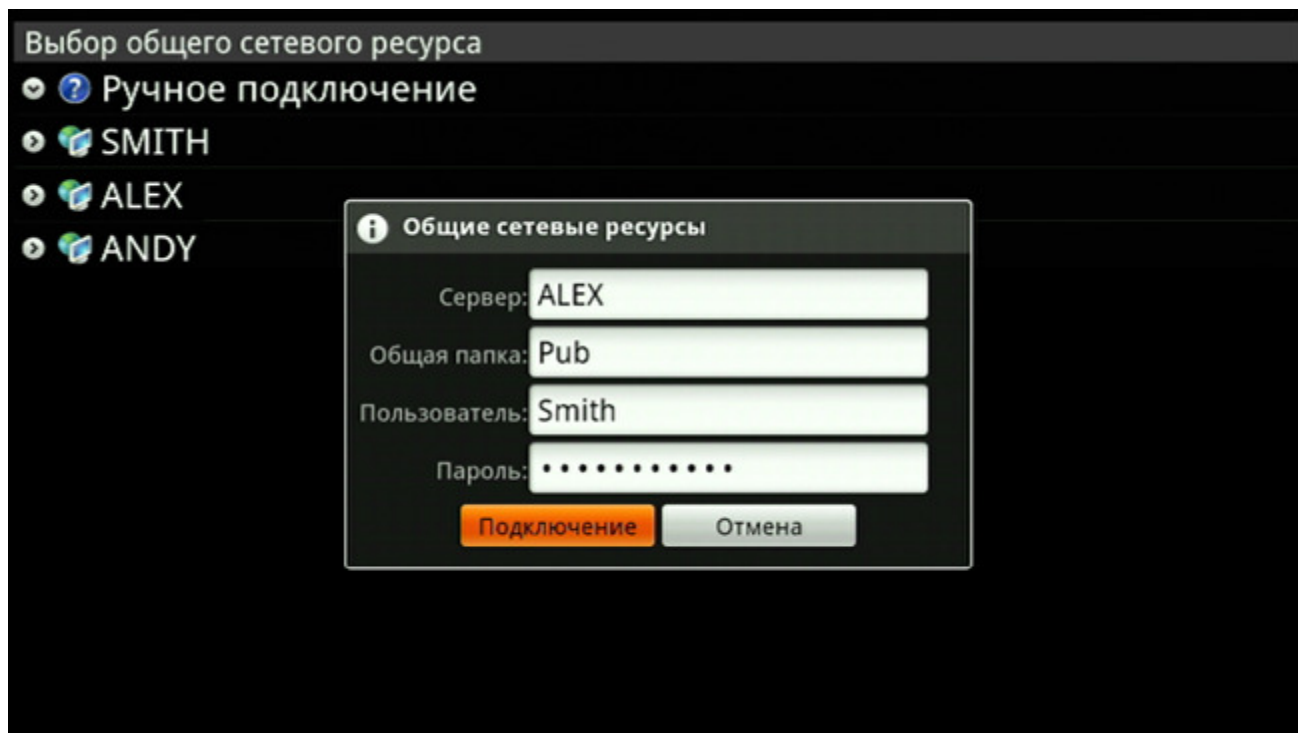 Выбор общего сетевого ресурса
Ручное подключение
SMITH
ALEX
ANDY
Общие сетевые ресурсы
Сервер: ALEX
Общая папка: Pub
Пользователь: Smith
Пароль: •••••••••••
Подключение Отмена